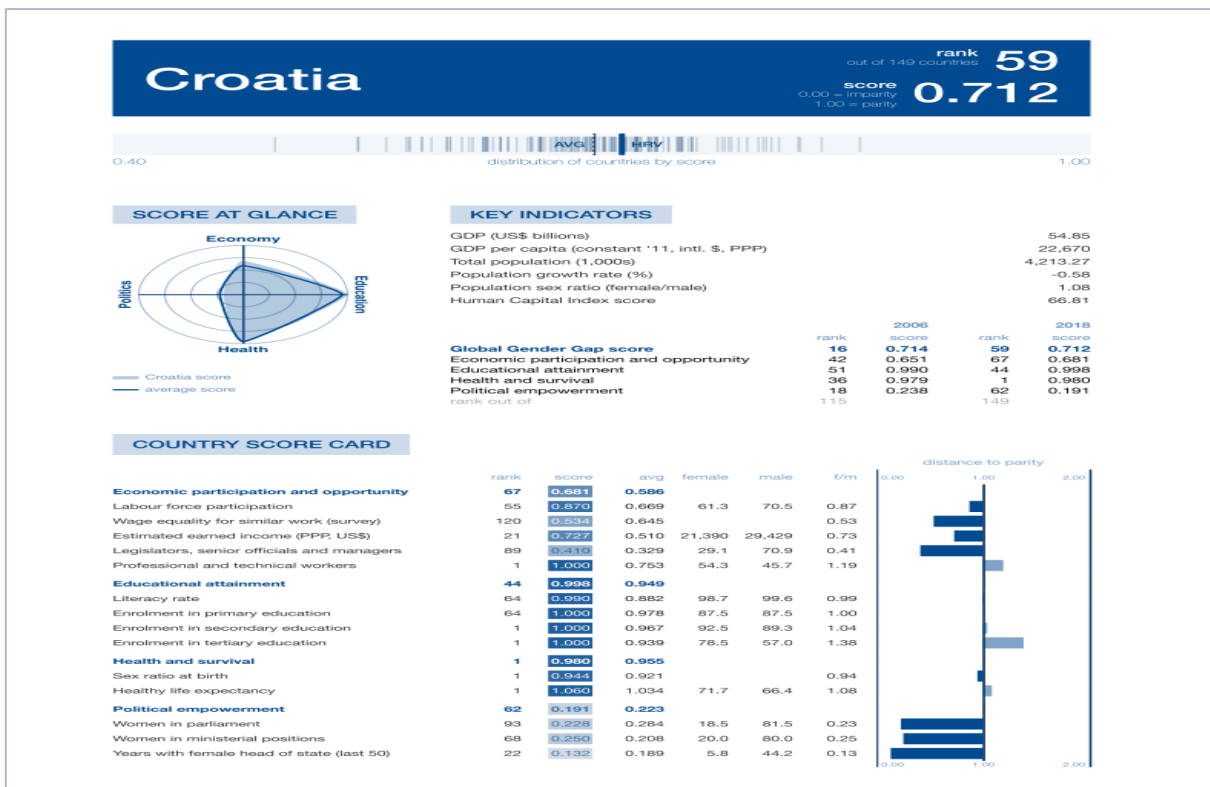 Croatia
rank 59
out of 149 countries
score 0.712
0.00 = imparity
1.00 = parity
AVG HRV
0.40 distribution of countries by score 1.00
SCORE AT GLANCE
Economy
Education
Politics
Health
Croatia score
average score
KEY INDICATORS
GDP (US$ billions) 54.85
GDP per capita (constant '11, intl. $, PPP) 22,670
Total population (1,000s) 4,213.27
Population growth rate (%) -0.58
Population sex ratio (female/male) 1.08
Human Capital Index score 66.81
2006 2018
rank score rank score
Global Gender Gap score 16 0.714 59 0.712
Economic participation and opportunity 42 0.651 67 0.681
Educational attainment 51 0.990 44 0.998
Health and survival 36 0.979 1 0.980
Political empowerment 18 0.238 62 0.191
rank out of 115 149
COUNTRY SCORE CARD
distance to parity
rank score avg female male f/m 0.00 1.00 2.00
Economic participation and opportunity 67 0.681 0.586
Labour force participation 55 0.870 0.669 61.3 70.5 0.87
Wage equality for similar work (survey) 120 0.534 0.645 0.53
Estimated earned income (PPP, US$) 21 0.727 0.510 21,390 29,429 0.73
Legislators, senior officials and managers 89 0.410 0.329 29.1 70.9 0.41
Professional and technical workers 1 1.000 0.753 54.3 45.7 1.19
Educational attainment 44 0.998 0.949
Literacy rate 64 0.990 0.882 98.7 99.6 0.99
Enrolment in primary education 64 1.000 0.978 87.5 87.5 1.00
Enrolment in secondary education 1 1.000 0.967 92.5 89.3 1.04
Enrolment in tertiary education 1 1.000 0.939 78.5 57.0 1.38
Health and survival 1 0.980 0.955
Sex ratio at birth 1 0.944 0.921 0.94
Healthy life expectancy 1 1.060 1.034 71.7 66.4 1.08
Political empowerment 62 0.191 0.223
Women in parliament 93 0.228 0.284 18.5 81.5 0.23
Women in ministerial positions 68 0.250 0.208 20.0 80.0 0.25
Years with female head of state (last 50) 22 0.132 0.189 5.8 44.2 0.13
0.00 1.00 2.00